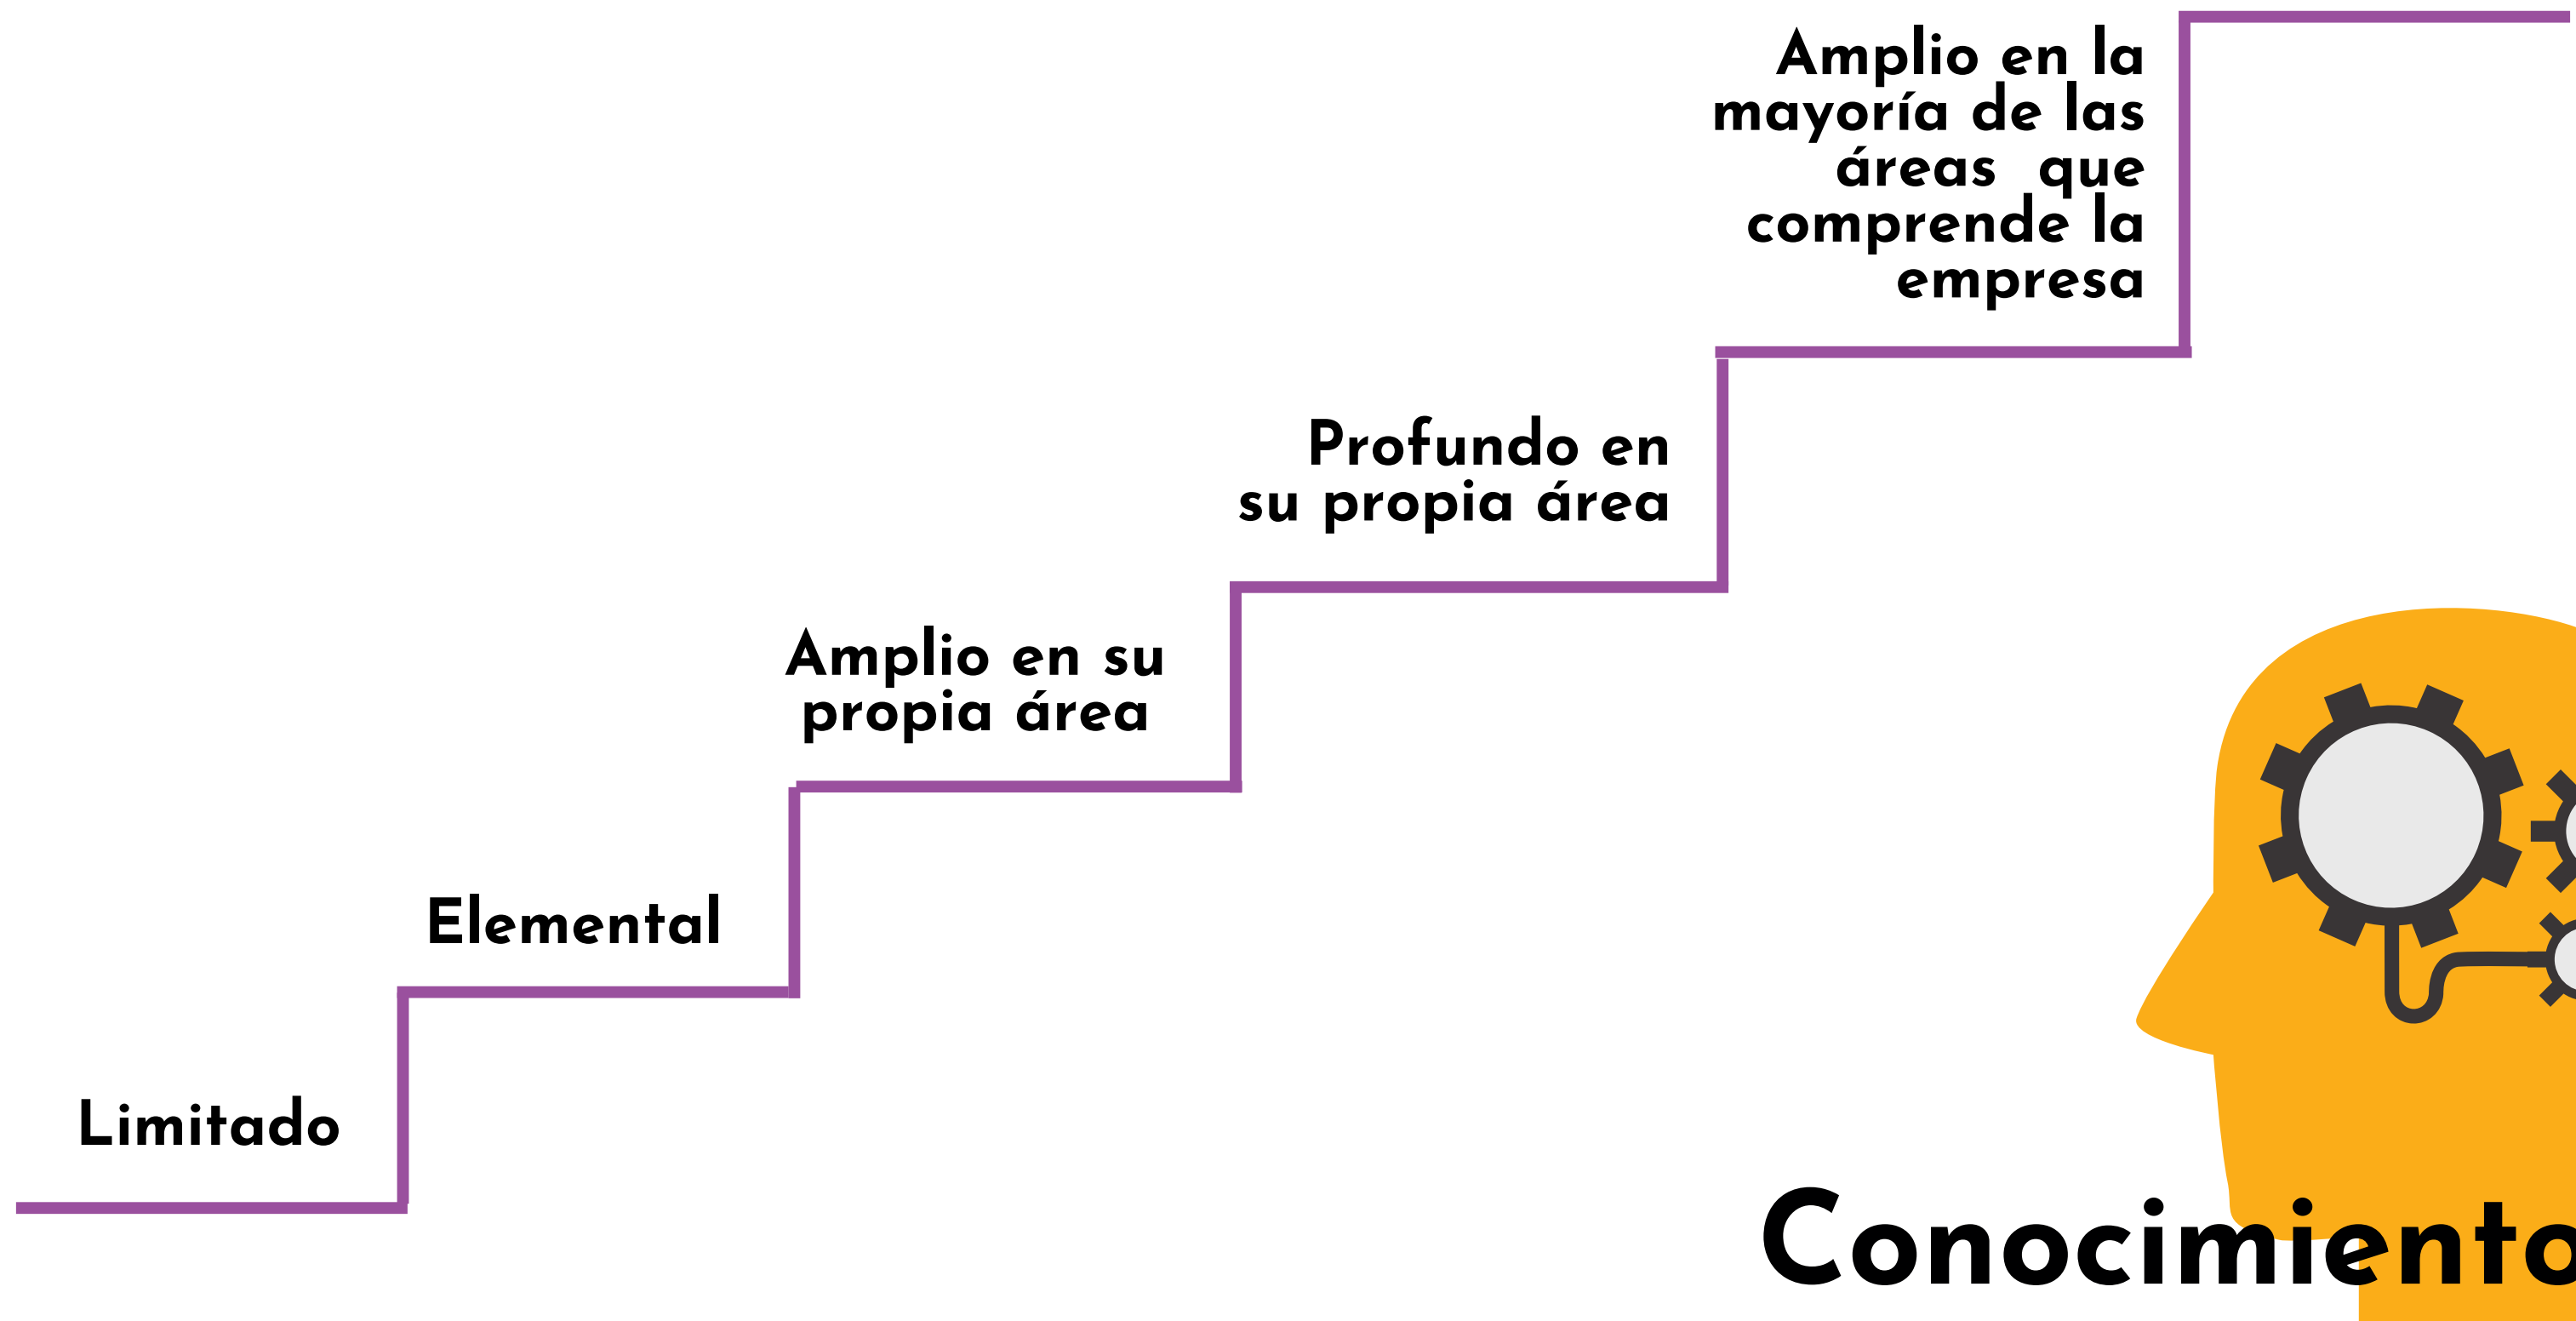 Amplio en la
mayoría de las
áreas  que
comprende la
empresa
Profundo en
su propia área
Amplio en su
propia área
Elemental
Limitado
Conocimiento